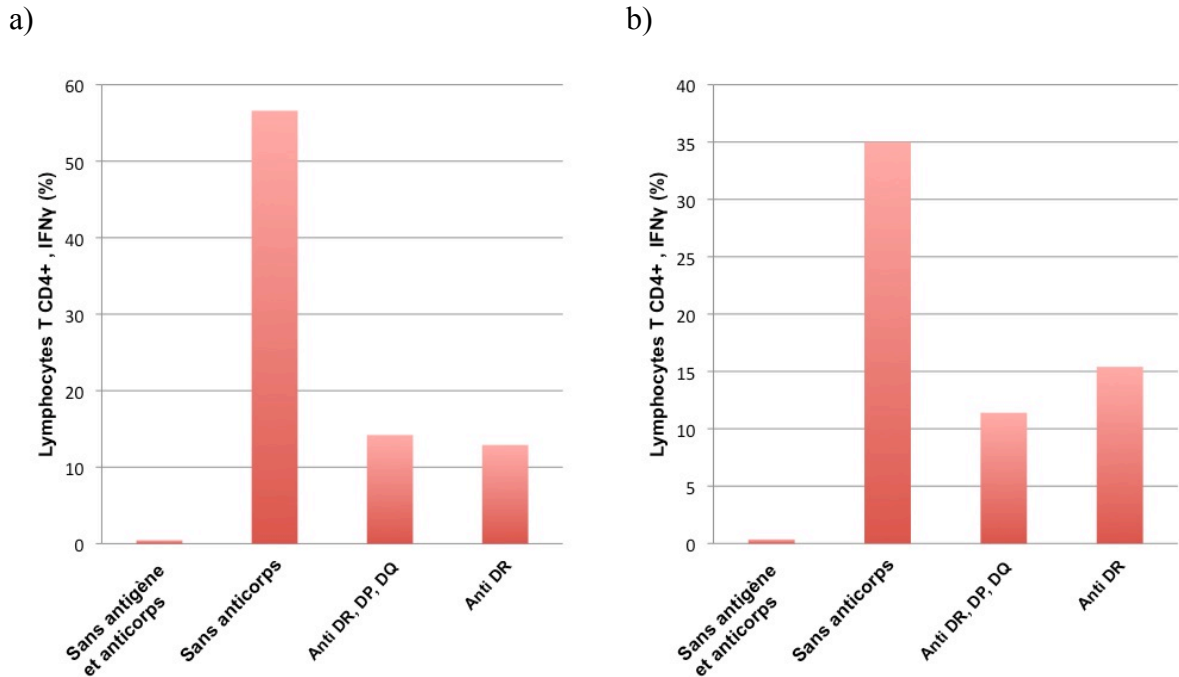 a)
b)
Lymphocytes T CD4+ , IFNγ (%)
60
50
40
30
20
10
0
Sans antigène
et anticorps
Sans anticorps
Anti DR, DP, DQ
Anti DR
Lymphocytes T CD4+ , IFNγ (%)
40
35
30
25
20
15
10
5
0
Sans antigène
et anticorps
Sans anticorps
Anti DR, DP, DQ
Anti DR